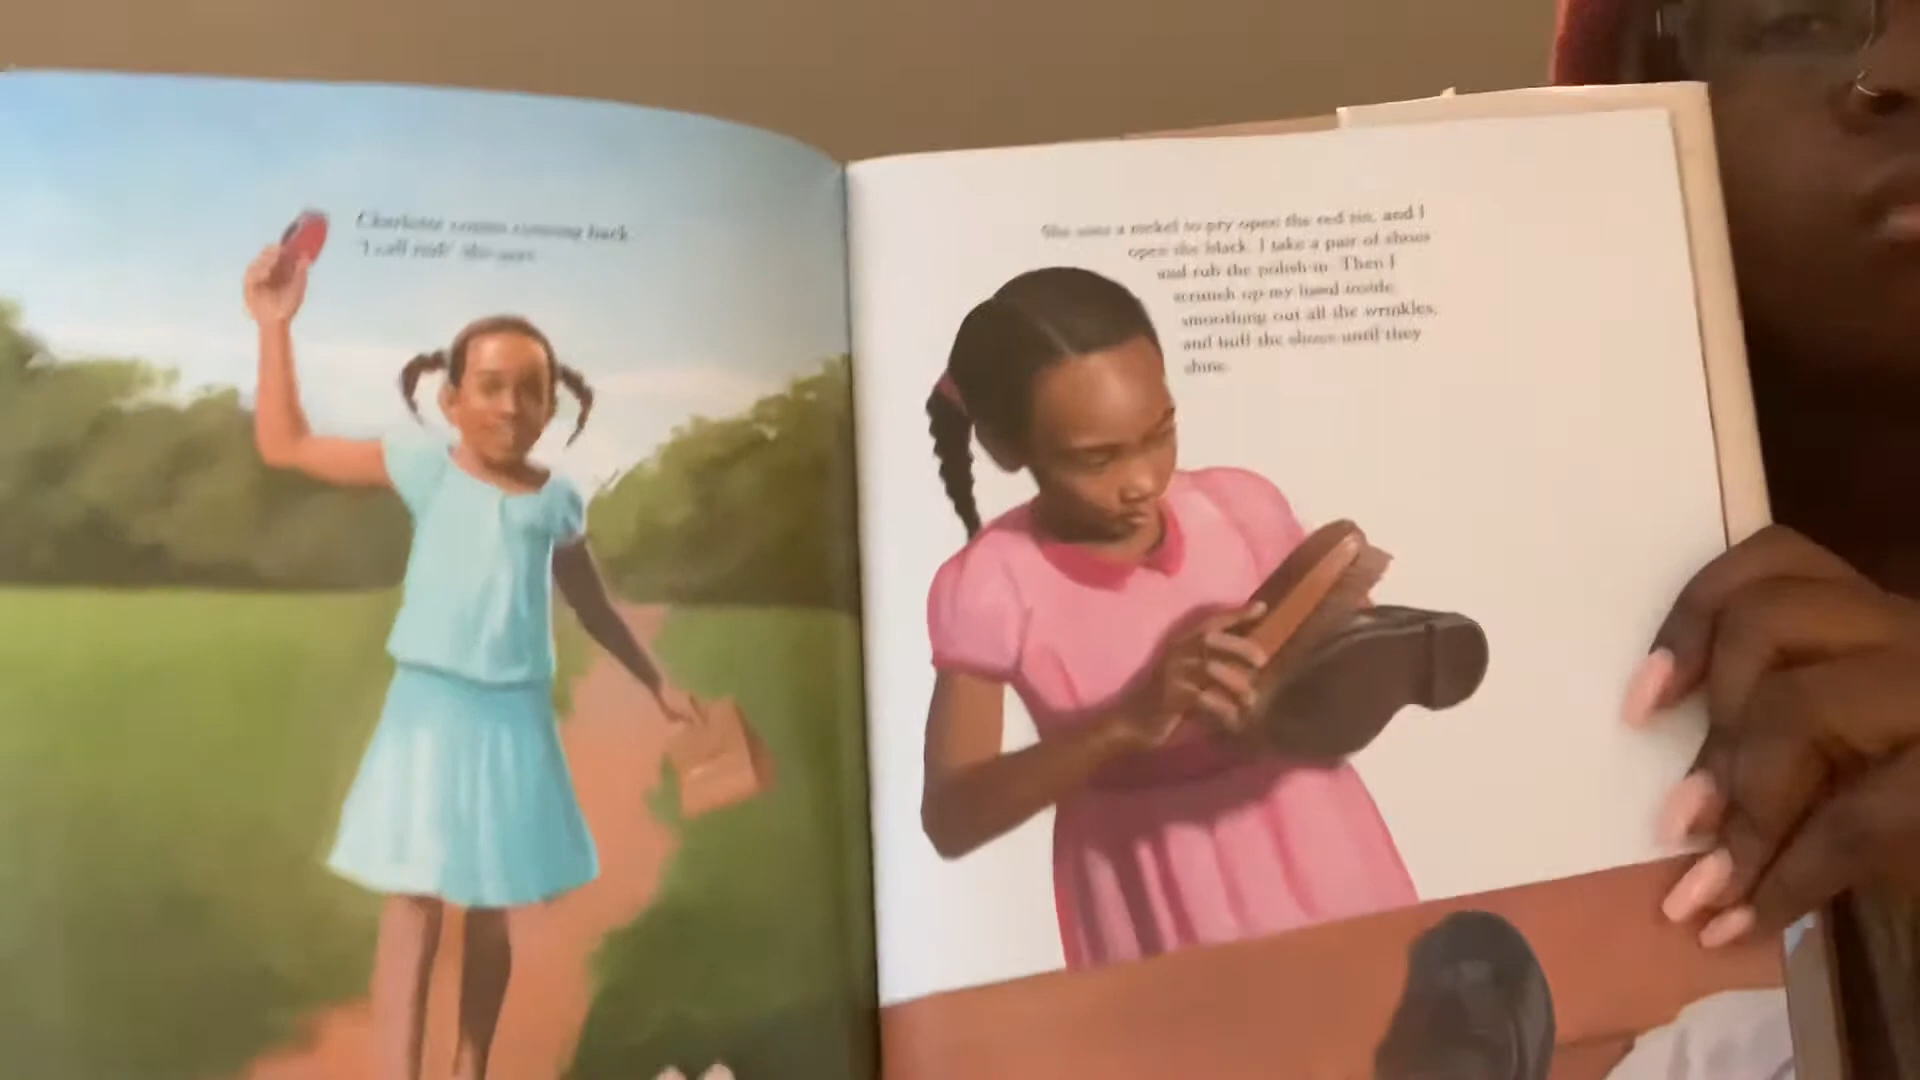 Charlotte comes running back.
"I call red!" she says.
She uses a nickel to pry open the red tin, and I
open the black. I take a pair of shoes
and rub the polish in. Then I
scrunch up my hand inside,
smoothing out all the wrinkles,
and buff the shoes until they
shine.